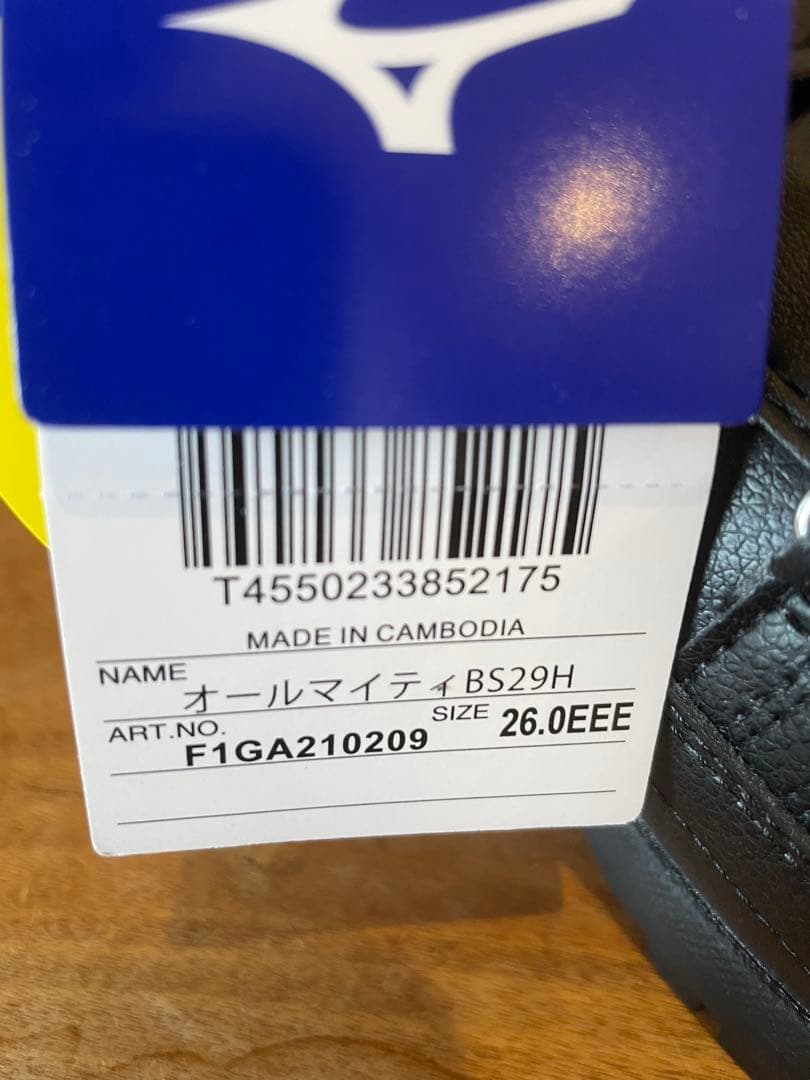 T4550233852175
MADE IN CAMBODIA
NAME オールマイティBS29H
ART.NO. F1GA210209 SIZE 26.0EEE